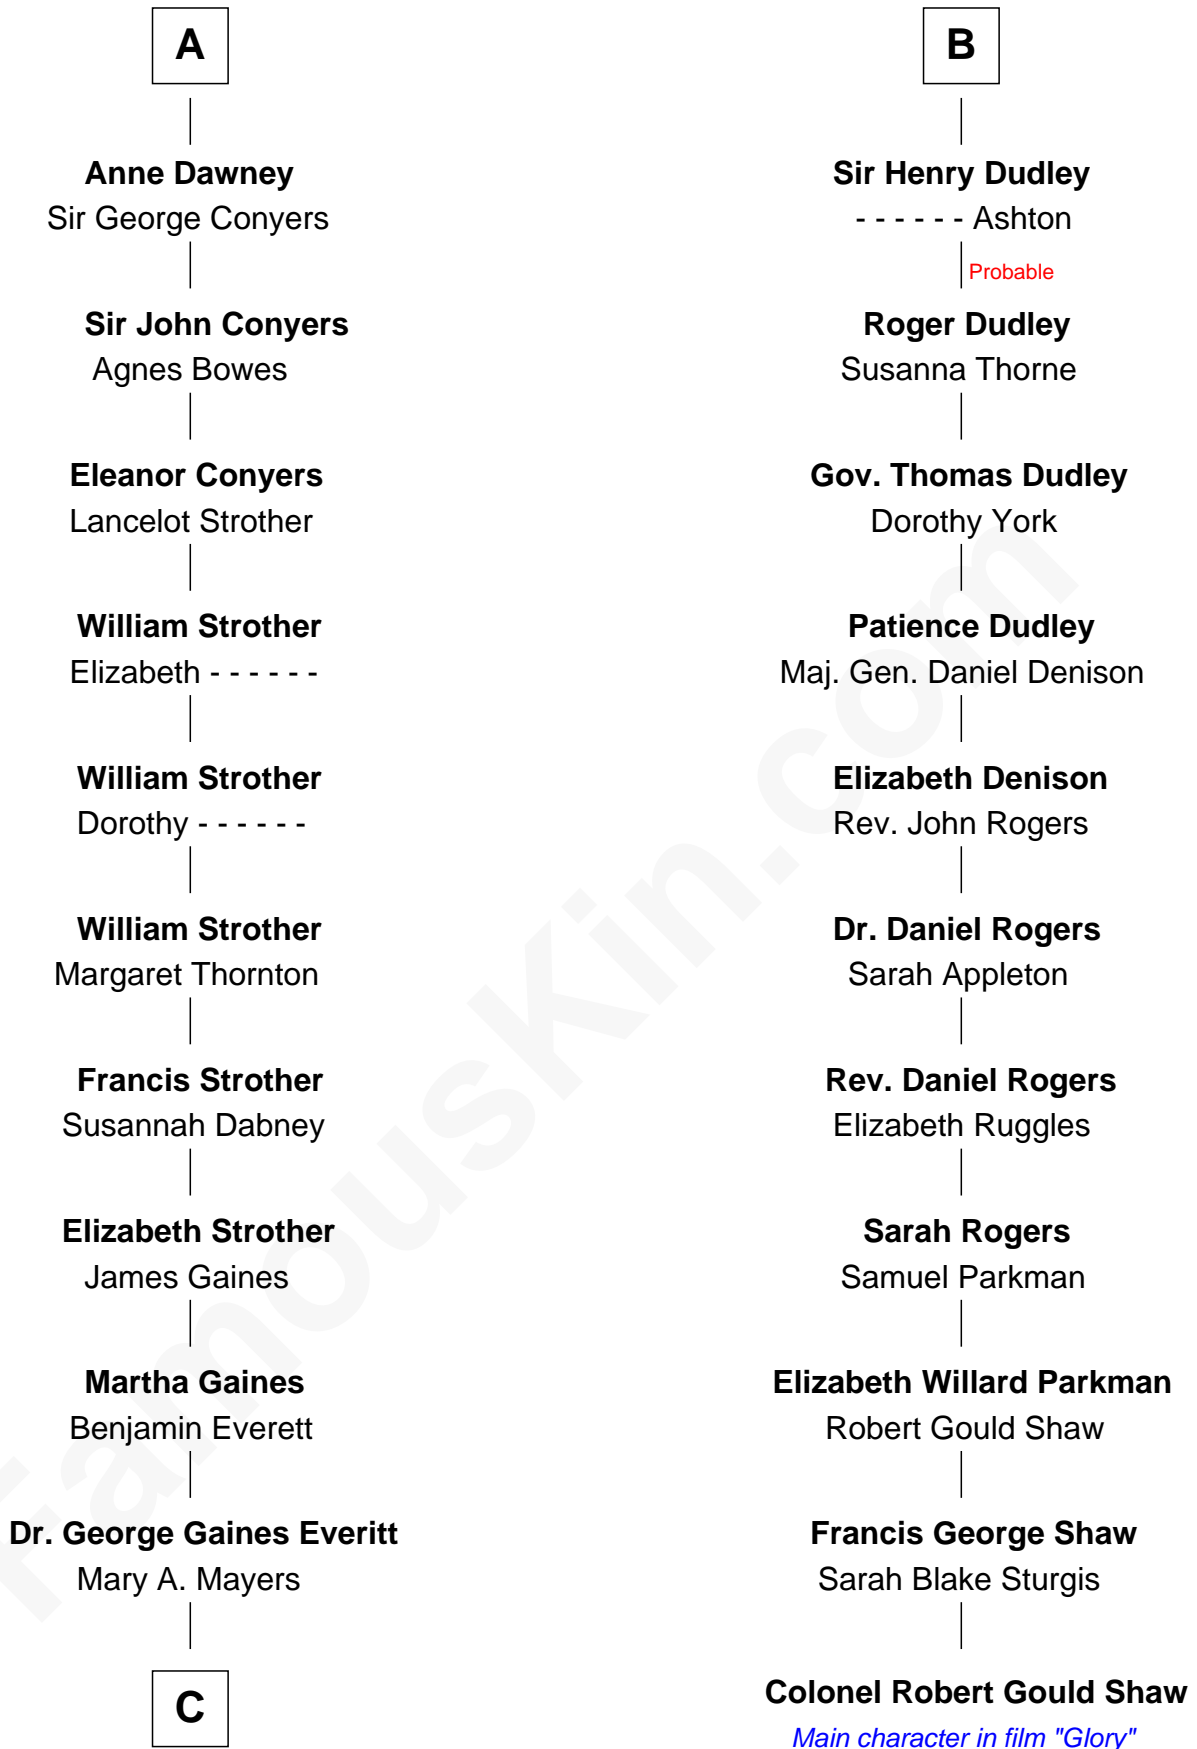 A
Anne Dawney
Sir George Conyers
Sir John Conyers
Agnes Bowes
Eleanor Conyers
Lancelot Strother
William Strother
Elizabeth - - - - - -
William Strother
Dorothy - - - - - -
William Strother
Margaret Thornton
Francis Strother
Susannah Dabney
Elizabeth Strother
James Gaines
Martha Gaines
Benjamin Everett
Dr. George Gaines Everitt
Mary A. Mayers
C
B
Sir Henry Dudley
- - - - - - Ashton
Probable
Roger Dudley
Susanna Thorne
Gov. Thomas Dudley
Dorothy York
Patience Dudley
Maj. Gen. Daniel Denison
Elizabeth Denison
Rev. John Rogers
Dr. Daniel Rogers
Sarah Appleton
Rev. Daniel Rogers
Elizabeth Ruggles
Sarah Rogers
Samuel Parkman
Elizabeth Willard Parkman
Robert Gould Shaw
Francis George Shaw
Sarah Blake Sturgis
Colonel Robert Gould Shaw
Main character in film "Glory"
FamousKin.com